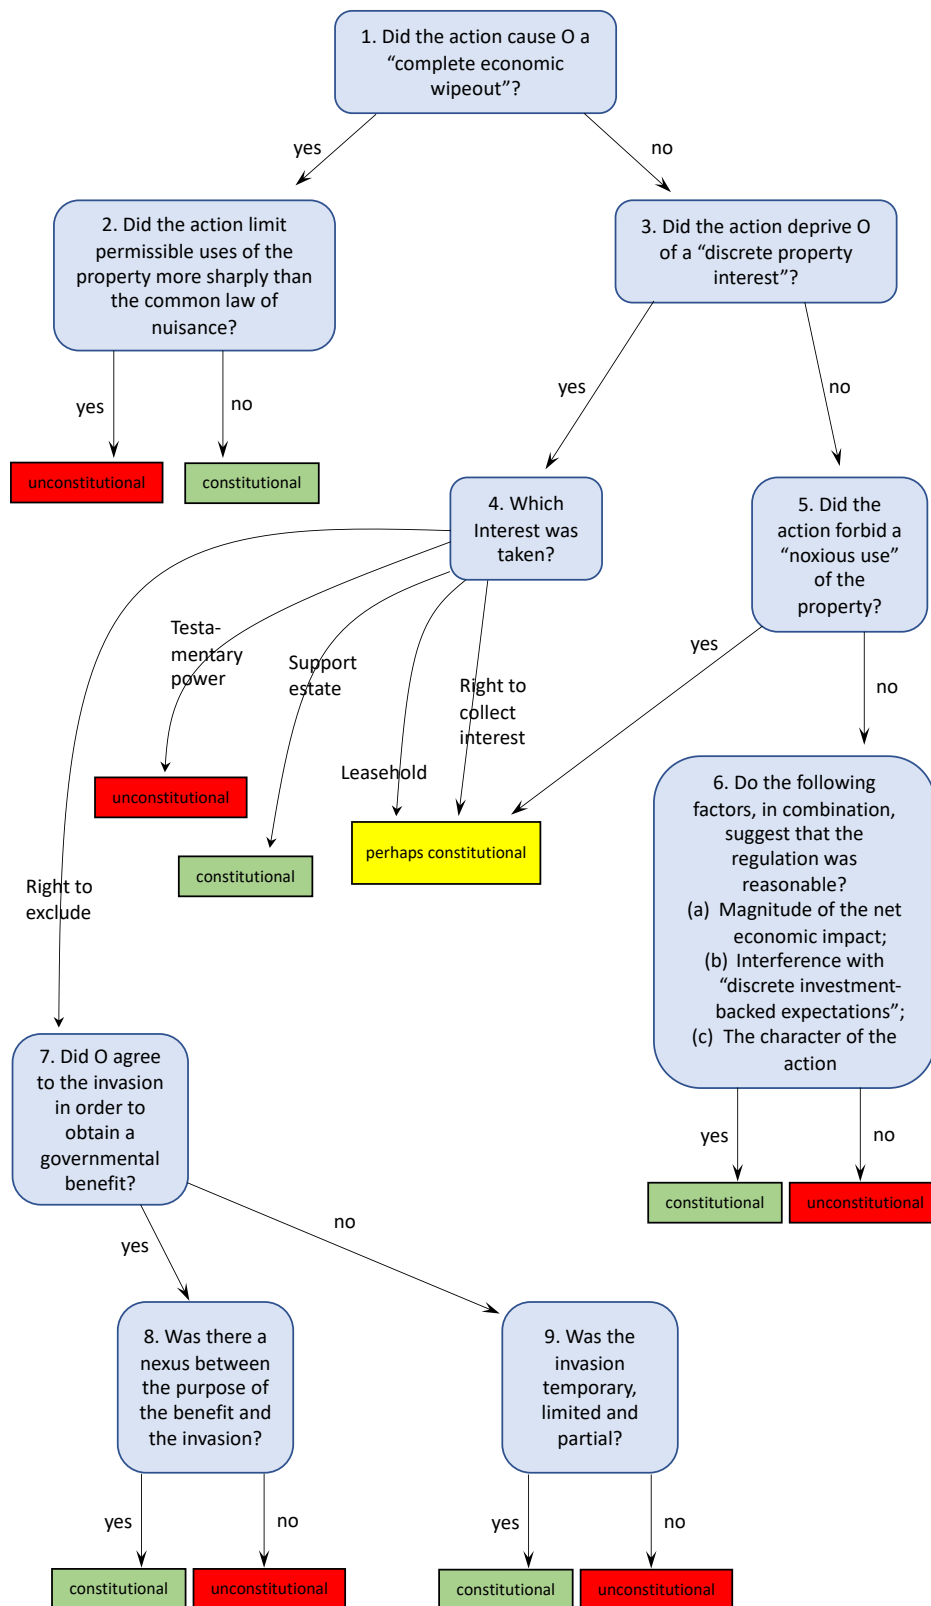 1. Did the action cause O a
“complete economic
wipeout”?
yes
no
2. Did the action limit
permissible uses of the
property more sharply than
the common law of
nuisance?
3. Did the action deprive O
of a “discrete property
interest”?
yes
no
yes
no
unconstitutional
constitutional
4. Which
Interest was
taken?
5. Did the
action forbid a
“noxious use”
of the
property?
Testa-
mentary
power
Support
estate
Right to
collect
interest
Leasehold
yes
no
unconstitutional
constitutional
perhaps constitutional
6. Do the following
factors, in combination,
suggest that the
regulation was
reasonable?
(a) Magnitude of the net
economic impact;
(b) Interference with
“discrete investment-
backed expectations”;
(c) The character of the
action
Right to
exclude
7. Did O agree
to the invasion
in order to
obtain a
governmental
benefit?
yes
no
constitutional
unconstitutional
yes
no
8. Was there a
nexus between
the purpose of
the benefit and
the invasion?
9. Was the
invasion
temporary,
limited and
partial?
yes
no
yes
no
constitutional
unconstitutional
constitutional
unconstitutional